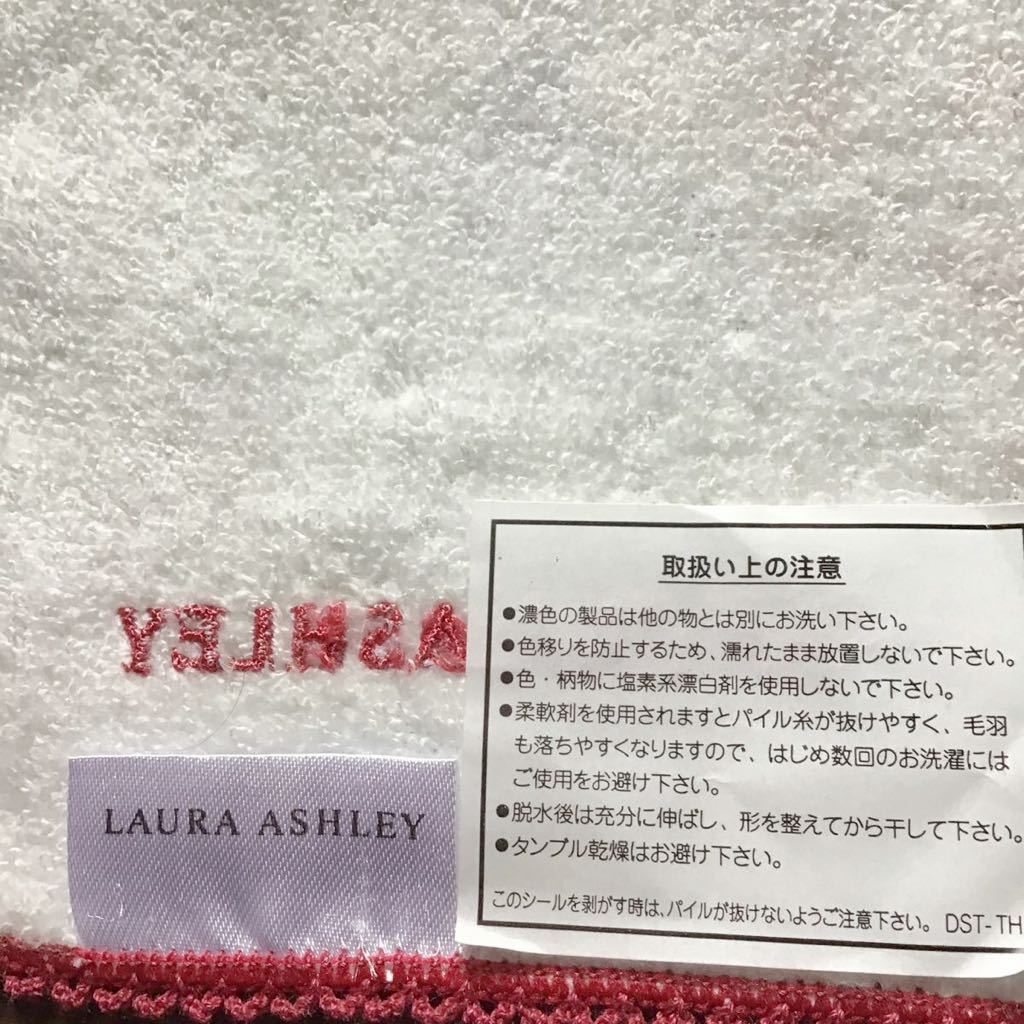 ASHLEY
LAURA ASHLEY
取扱い上の注意
●濃色の製品は他の物とは別にお洗い下さい。
●色移りを防止するため、濡れたまま放置しないで下さい。
●色・柄物に塩素系漂白剤を使用しないで下さい。
●柔軟剤を使用されますとパイル糸が抜けやすく、毛羽
も落ちやすくなりますので、はじめ数回のお洗濯には
ご使用をお避け下さい。
●脱水後は充分に伸ばし、形を整えてから干して下さい。
●タンブル乾燥はお避け下さい。
このシールを剥がす時は、パイルが抜けないようご注意下さい。 DST-TH